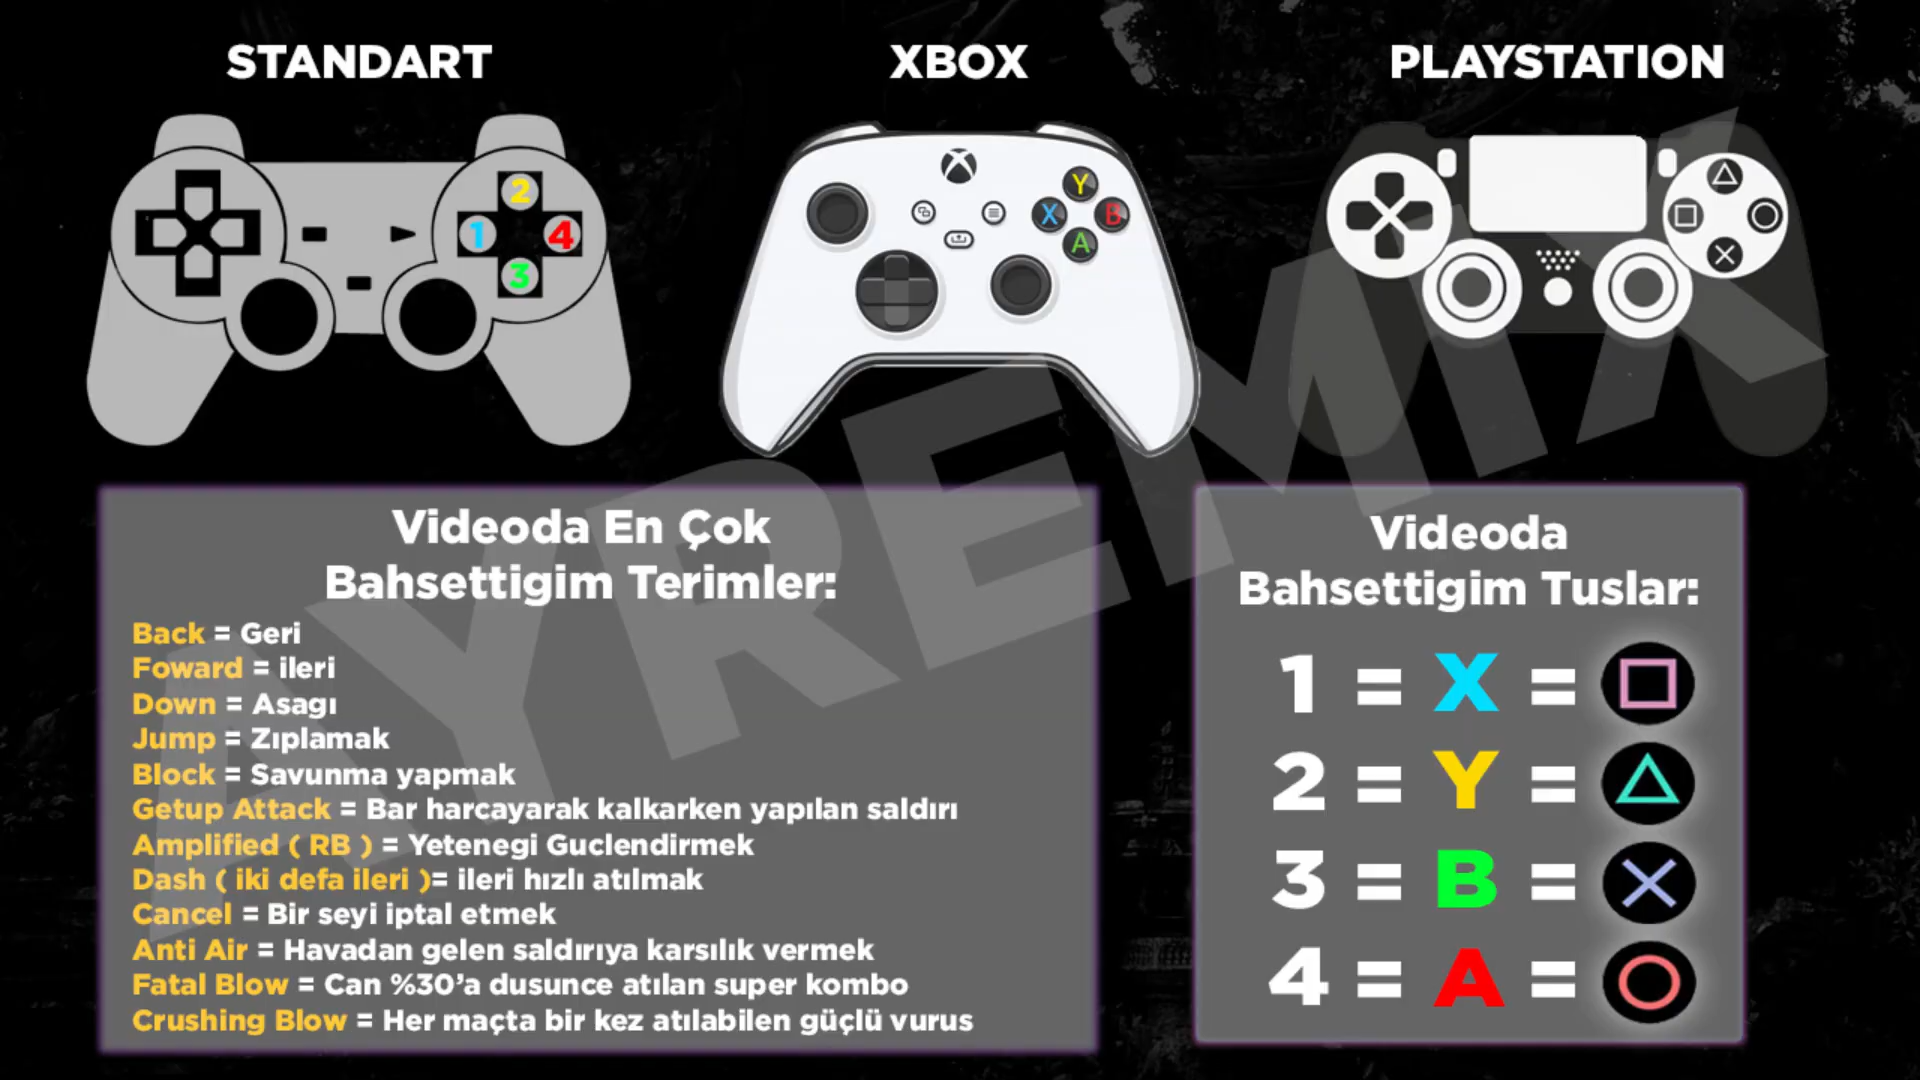 STANDART
XBOX
PLAYSTATION
2
1
4
3
Y
X
B
A
AYREMIX
Videoda En Çok
Bahsettigim Terimler:
Back = Geri
Foward = ileri
Down = Asagı
Jump = Zıplamak
Block = Savunma yapmak
Getup Attack = Bar harcayarak kalkarken yapılan saldırı
Amplified ( RB ) = Yetenegi Guclendirmek
Dash ( iki defa ileri )= ileri hızlı atılmak
Cancel = Bir seyi iptal etmek
Anti Air = Havadan gelen saldırıya karsılık vermek
Fatal Blow = Can %30’a dusunce atılan super kombo
Crushing Blow = Her maçta bir kez atılabilen güçlü vurus
Videoda
Bahsettigim Tuslar:
1 = X =
2 = Y =
3 = B =
4 = A =